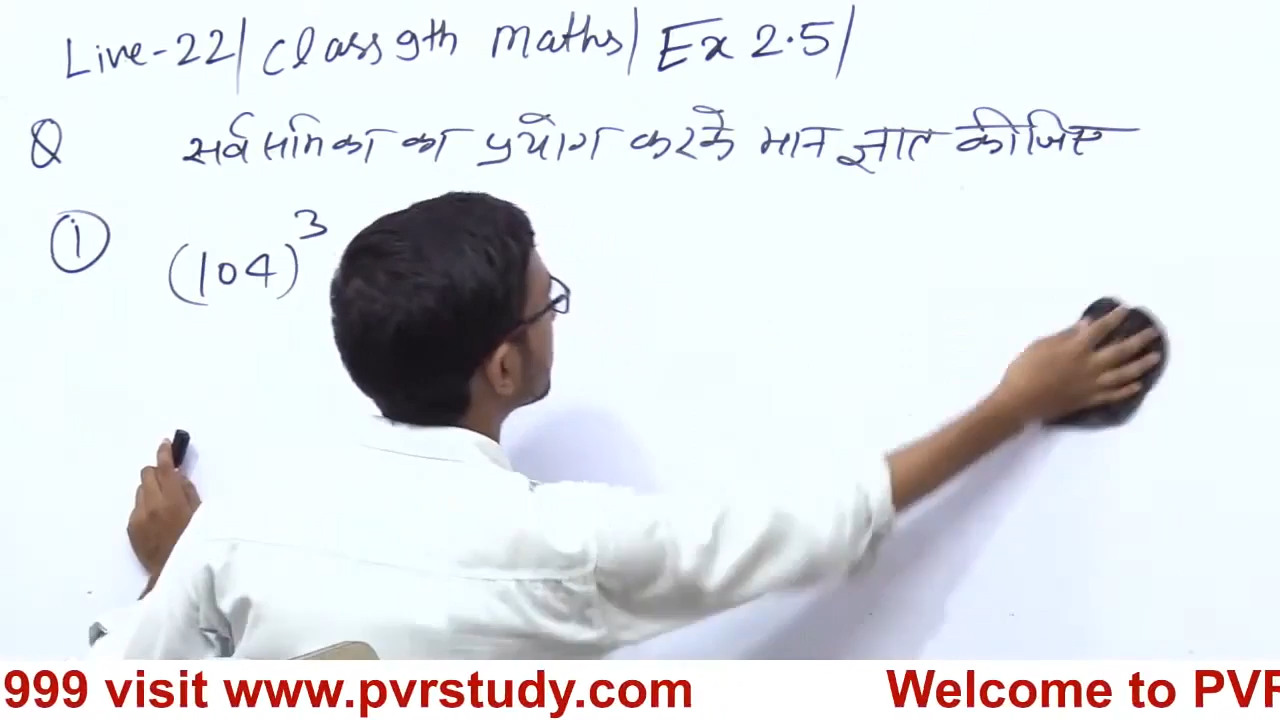 Live-22/ Class 9th maths/ Ex 2.5/
Q सर्वसमिका का प्रयोग करके मान ज्ञात कीजिए
① (104)³
999 visit www.pvrstudy.com Welcome to PVR